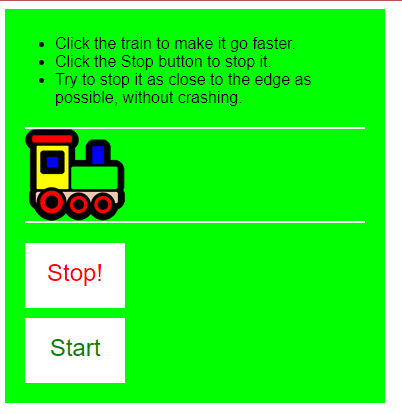 Click the train to make it go faster.
Click the Stop button to stop it.
Try to stop it as close to the edge as
possible, without crashing.
Stop!
Start